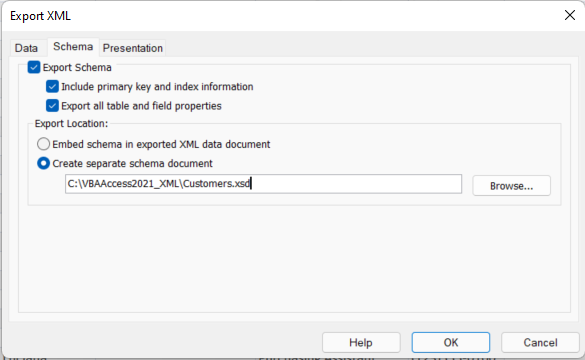 Export XML
Data Schema Presentation
Export Schema
Include primary key and index information
Export all table and field properties
Export Location:
Embed schema in exported XML data document
Create separate schema document
C:\VBAAccess2021_XML\Customers.xsd
Browse...
Help OK Cancel